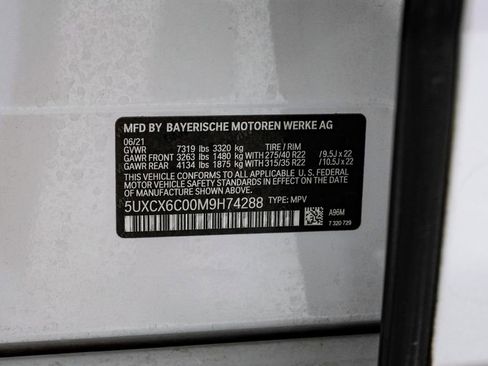 MFD BY BAYERISCHE MOTOREN WERKE AG
06/21
GVWR 7319 lbs 3320 kg TIRE / RIM
GAWR FRONT 3263 lbs 1480 kg WITH 275/40 R22 / 9.5J x 22
GAWR REAR 4134 lbs 1875 kg WITH 315/35 R22 / 10.5J x 22
THIS VEHICLE CONFORMS TO ALL APPLICABLE U. S. FEDERAL
MOTOR VEHICLE SAFETY STANDARDS IN EFFECT ON THE DATE
OF MANUFACTURE SHOWN ABOVE.
5UXCX6C00M9H74288 TYPE: MPV
A96M
7 320 729